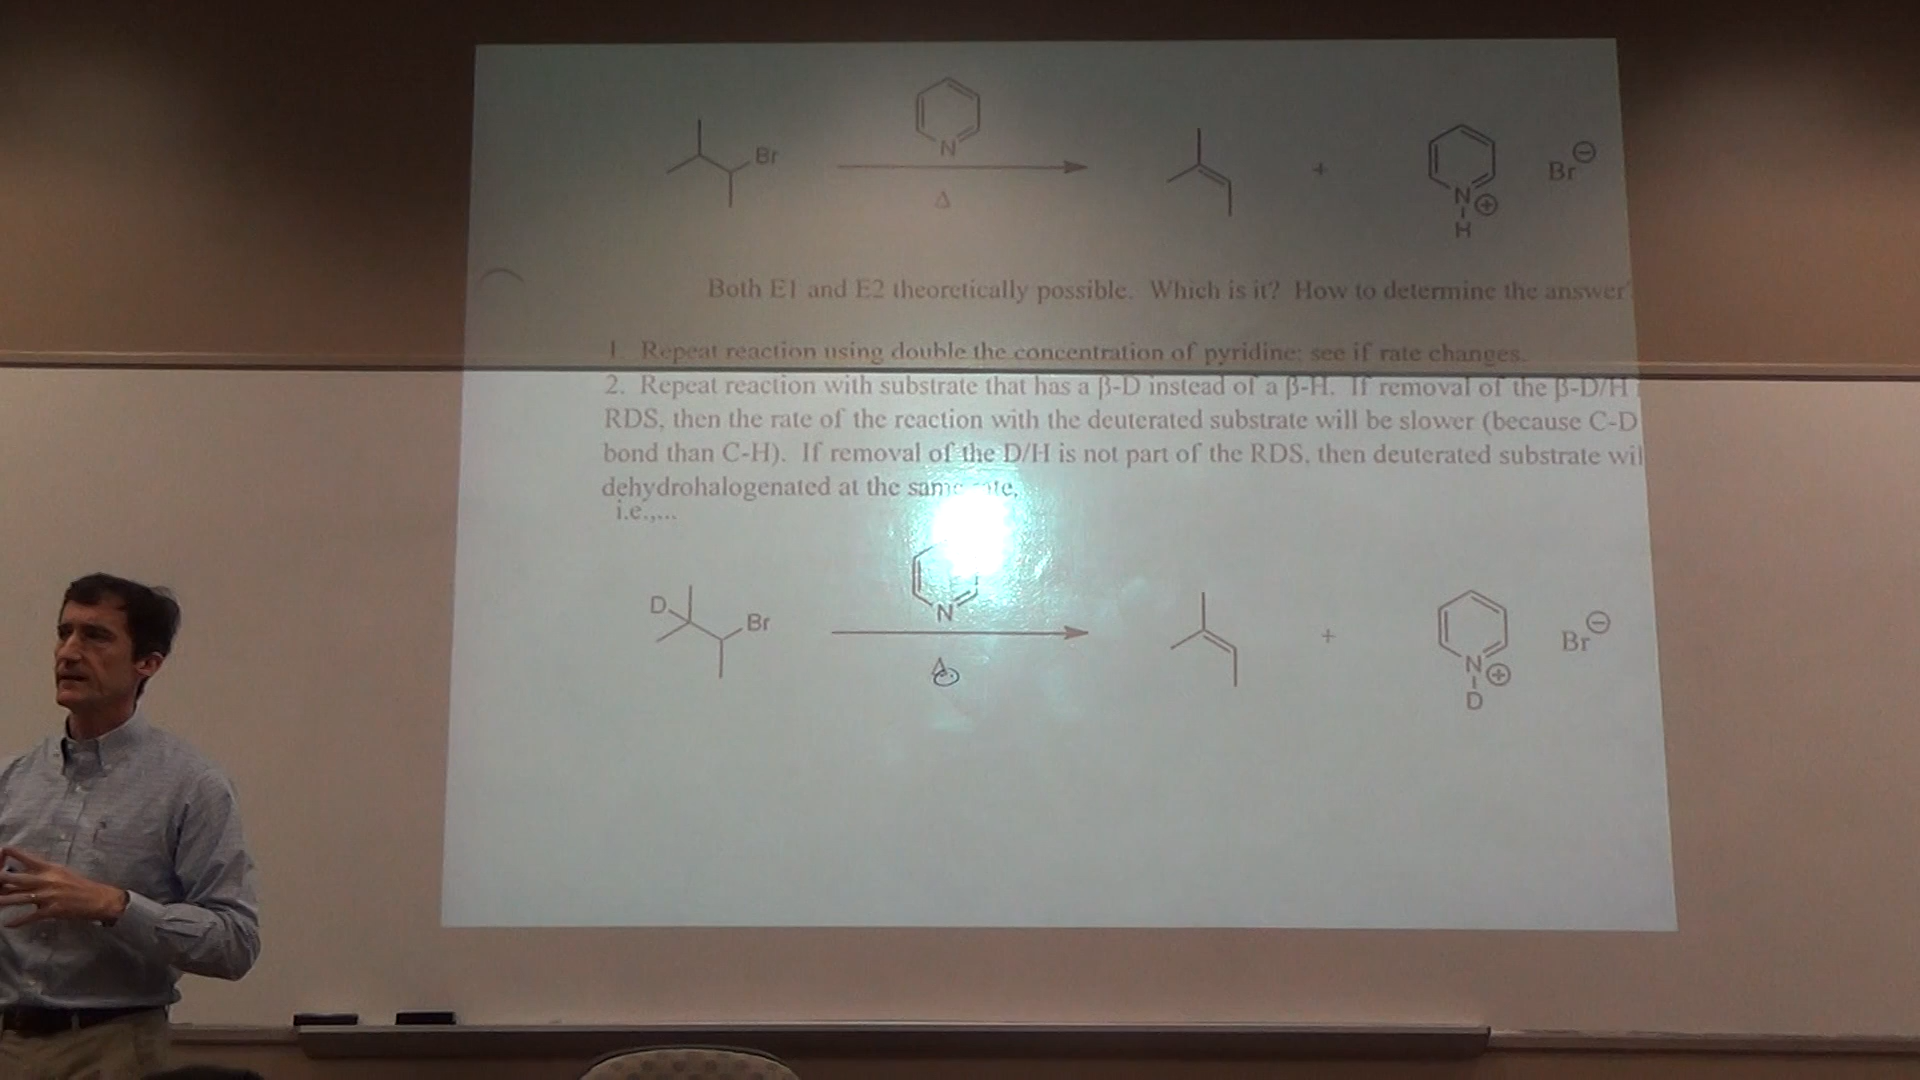 Br
N
Δ
+
N
⊕
H
Br
⊖
Both E1 and E2 theoretically possible. Which is it? How to determine the answer
1. Repeat reaction using double the concentration of pyridine; see if rate changes.
2. Repeat reaction with substrate that has a β-D instead of a β-H. If removal of the β-D/H
RDS, then the rate of the reaction with the deuterated substrate will be slower (because C-D
bond than C-H). If removal of the D/H is not part of the RDS, then deuterated substrate wil
dehydrohalogenated at the same
i.e.,...
D
Br
N
Δ
+
N
⊕
D
Br
⊖